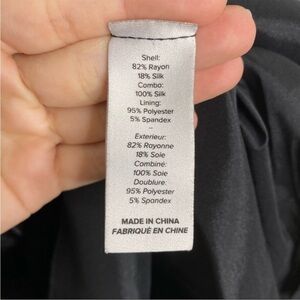 Shell:
82% Rayon
18% Silk
Combo:
100% Silk
Lining:
95% Polyester
5% Spandex
–
Exterieur:
82% Rayonne
18% Soie
Combiné:
100% Soie
Doublure:
95% Polyester
5% Spandex
MADE IN CHINA
FABRIQUÉ EN CHINE